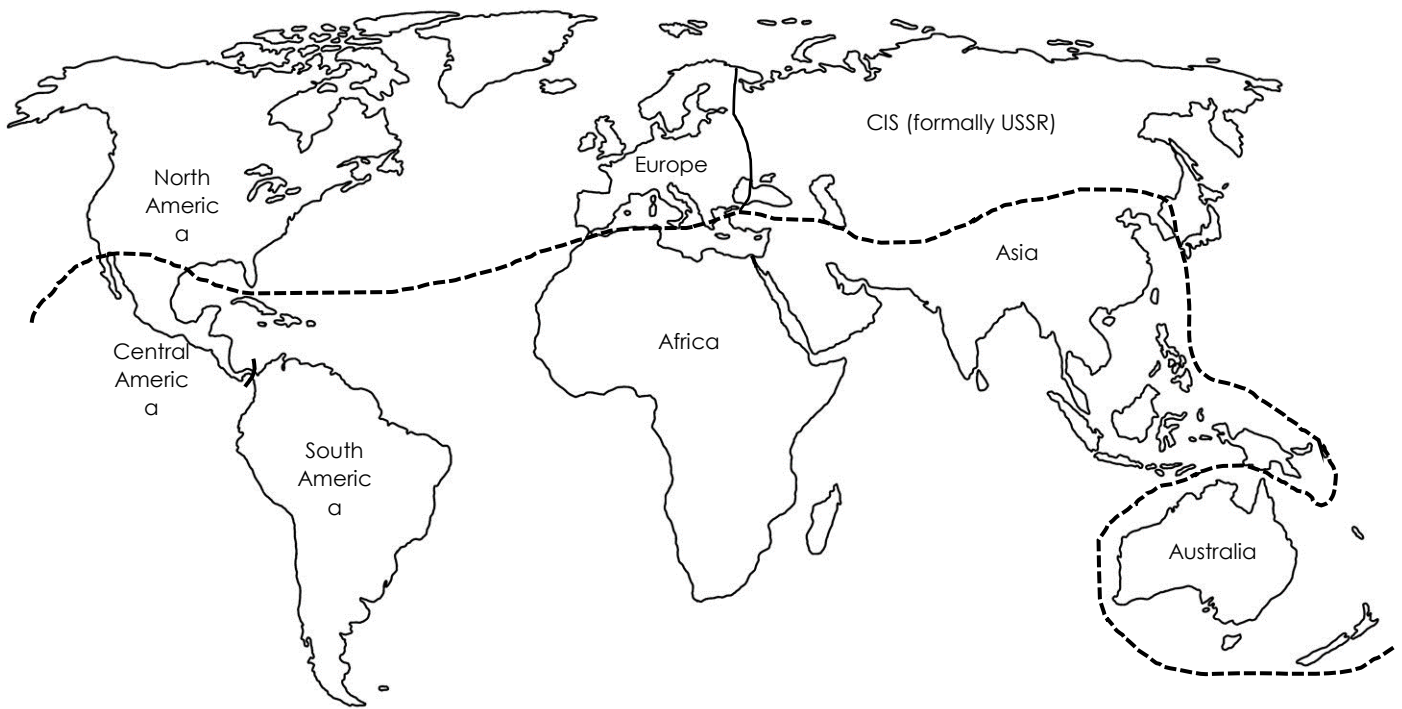 North
Americ
a
Central
Americ
a
South
Americ
a
Europe
Africa
CIS (formally USSR)
Asia
Australia